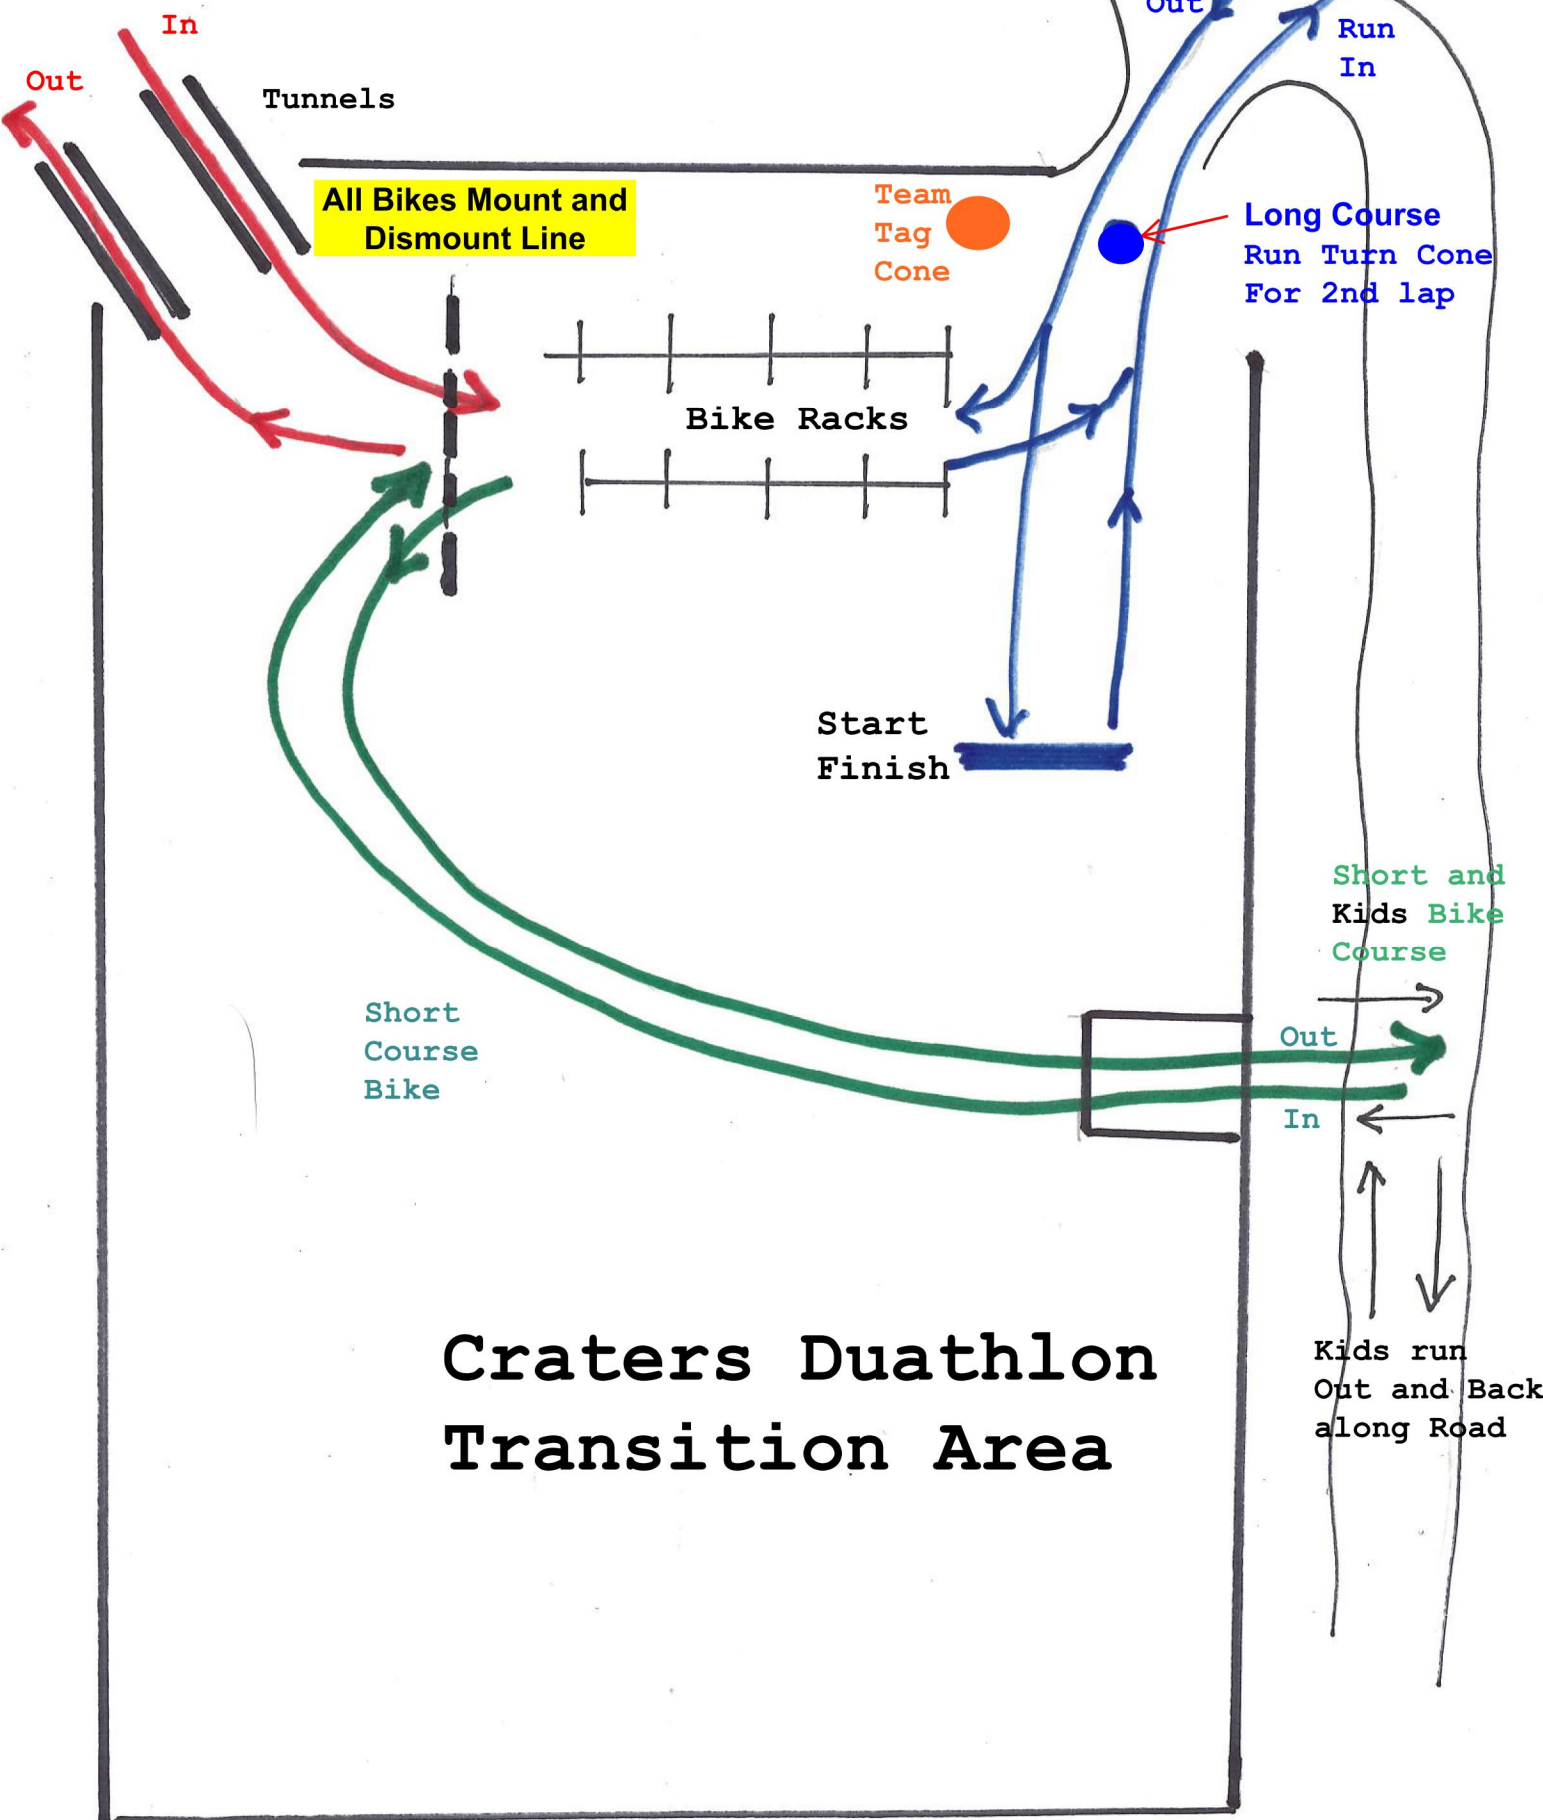 In
Out
Tunnels
Out
Run
In
All Bikes Mount and
Dismount Line
Team
Tag
Cone
Long Course
Run Turn Cone
For 2nd lap
Bike Racks
Start
Finish
Short and
Kids Bike
Course
Short
Course
Bike
Out
In
Kids run
Out and Back
along Road
Craters Duathlon
Transition Area